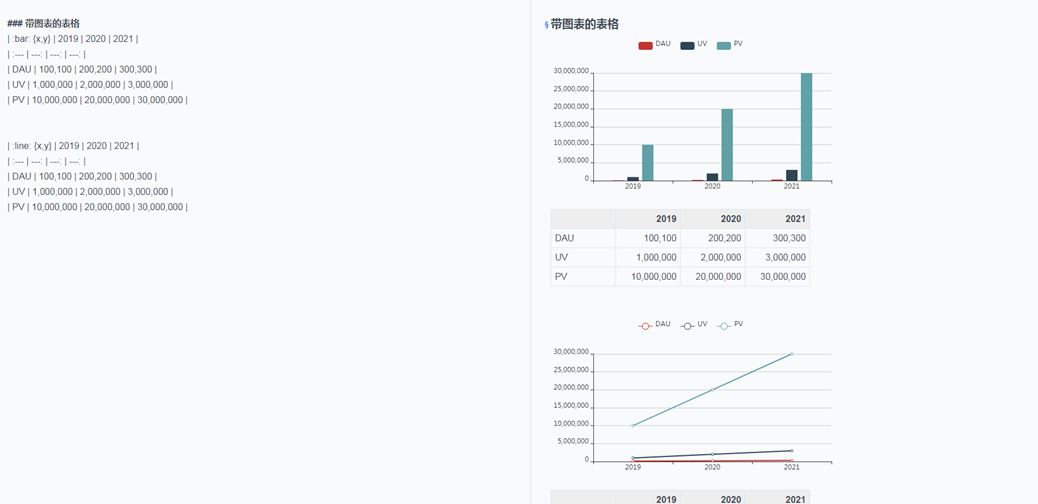 ### 带图表的表格
| :bar: {x,y} | 2019 | 2020 | 2021 |
| :--- | ---: | ---: | ---: |
| DAU | 100,100 | 200,200 | 300,300 |
| UV | 1,000,000 | 2,000,000 | 3,000,000 |
| PV | 10,000,000 | 20,000,000 | 30,000,000 |
| :line: {x,y} | 2019 | 2020 | 2021 |
| :--- | ---: | ---: | ---: |
| DAU | 100,100 | 200,200 | 300,300 |
| UV | 1,000,000 | 2,000,000 | 3,000,000 |
| PV | 10,000,000 | 20,000,000 | 30,000,000 |
§ 带图表的表格
DAU UV PV
30,000,000
25,000,000
20,000,000
15,000,000
10,000,000
5,000,000
0
2019 2020 2021
2019 2020 2021
DAU 100,100 200,200 300,300
UV 1,000,000 2,000,000 3,000,000
PV 10,000,000 20,000,000 30,000,000
DAU UV PV
30,000,000
25,000,000
20,000,000
15,000,000
10,000,000
5,000,000
0
2019 2020 2021
2019 2020 2021